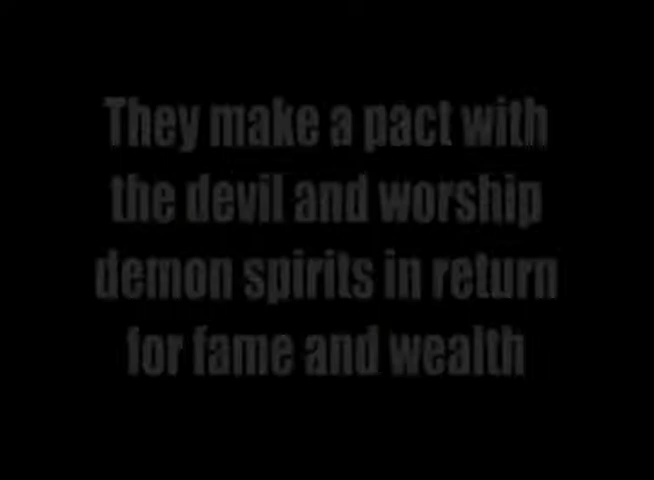 They make a pact with
the devil and worship
demon spirits in return
for fame and wealth